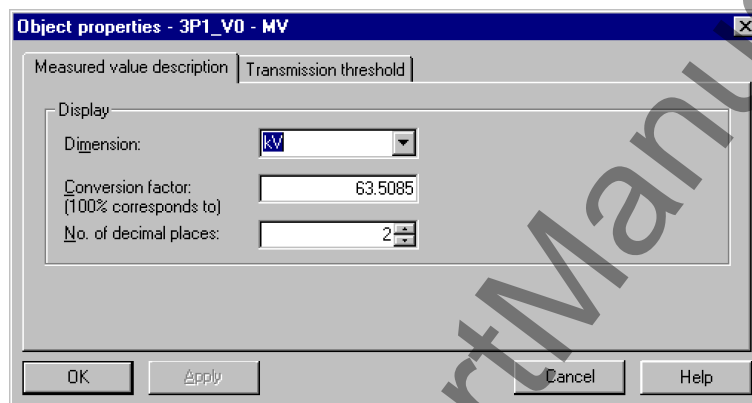 Object properties - 3P1_V0 - MV
Measured value description
Transmission threshold
Display
Dimension:
kV
Conversion factor:
(100% corresponds to)
63.5085
No. of decimal places:
2
OK
Apply
Cancel
Help